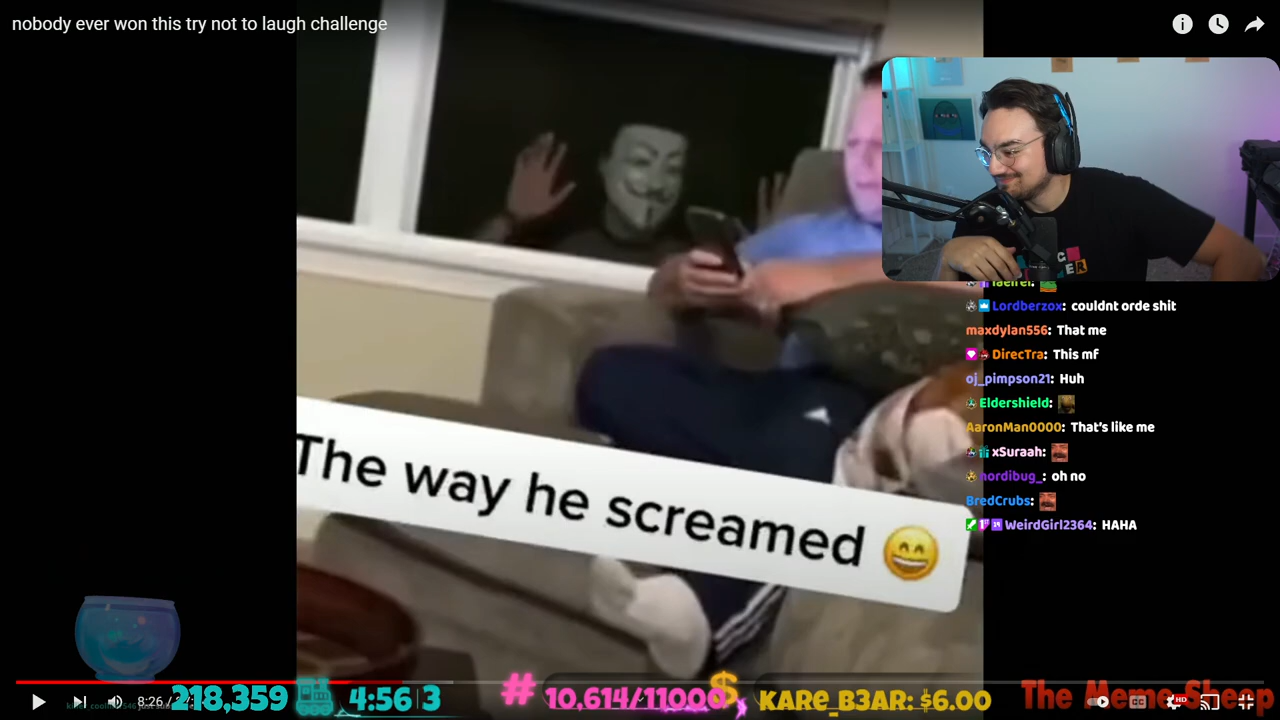 nobody ever won this try not to laugh challenge
Lordberzox: couldnt orde shit
maxdylan556: That me
DirecTra: This mf
oj_pimpson21: Huh
Eldershield:
AaronMan0000: That's like me
xSuraah:
nordibug_: oh no
BredCrubs:
WeirdGirl2364: HAHA
The way he screamed
8:26 /
218,359
4:56 3
# 10,614/11000
$ KARE_B3AR: $6.00
The Meme Sheep
CC
HD